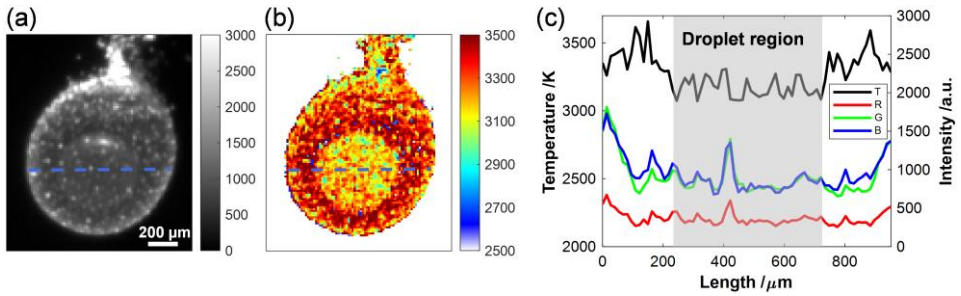 (a)
3000
2500
2000
1500
1000
500
0
200 μm
(b)
3500
3300
3100
2900
2700
2500
(c)
Temperature /K
3500
3000
2500
2000
Droplet region
T
R
G
B
3000
2500
2000
1500
1000
500
0
Intensity /a.u.
0 200 400 600 800
Length /μm